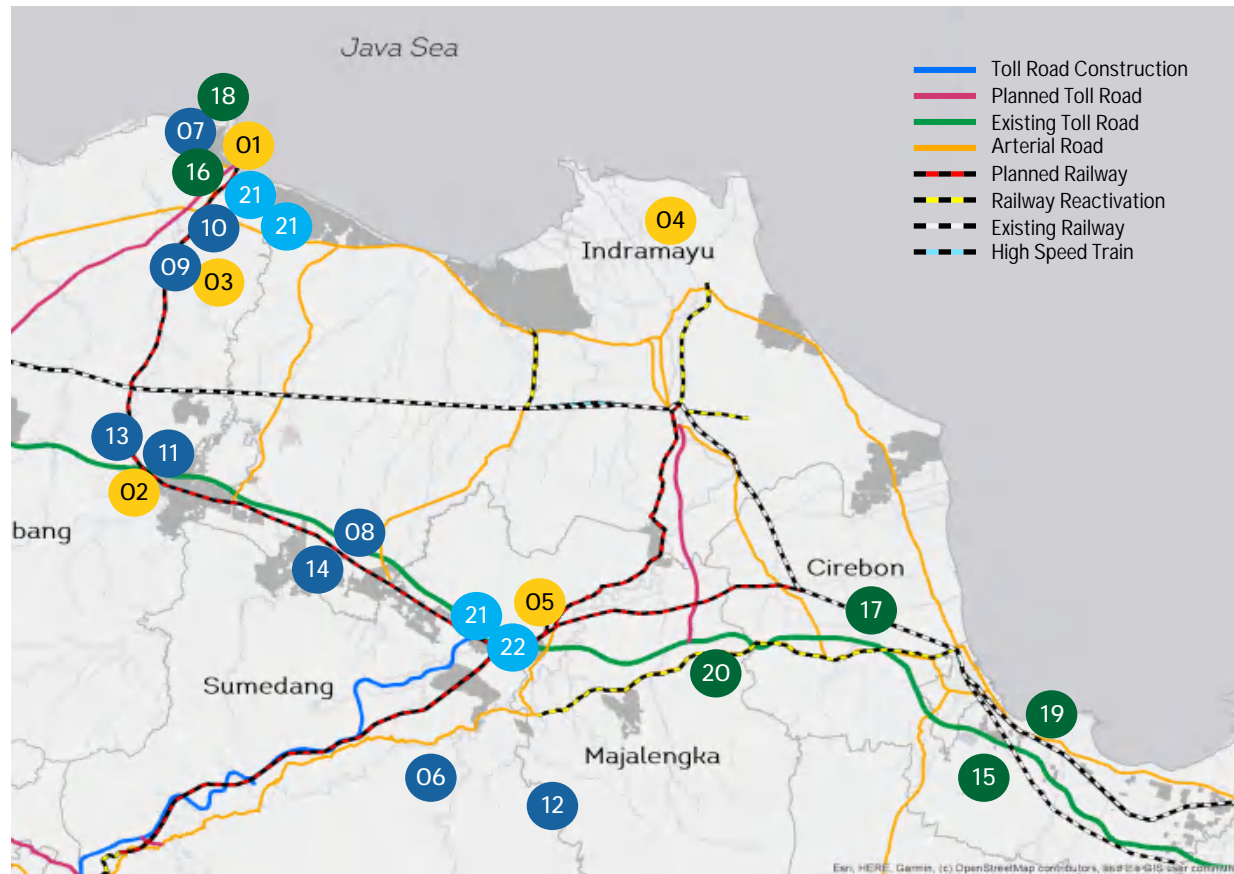 Java Sea
Toll Road Construction
Planned Toll Road
Existing Toll Road
Arterial Road
Planned Railway
Railway Reactivation
Existing Railway
High Speed Train
18
07
01
16
21
10
21
04
Indramayu
09
03
13
11
02
bang
08
14
Cirebon
05
17
21
22
20
Sumedang
19
Majalengka
06
15
12
Esri, HERE, Garmin, (c) OpenStreetMap contributors, and the GIS user commun